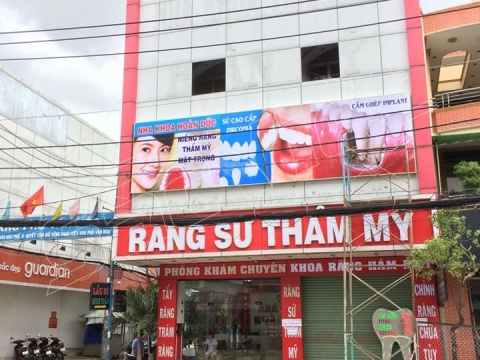 NHA KHOA HOÀN ĐỨC
SỨ CAO CẤP
ZIRCONIA
CẮM GHÉP IMPLANT
NIỀNG RĂNG
THẨM MỸ
MẶT TRONG
RĂNG SỨ THẨM MỸ
PHÒNG KHÁM CHUYÊN KHOA RĂNG HÀM
TẨY
RĂNG
TRÁM
RĂNG
RĂNG
SỨ
THẨM
MỸ
CHỈNH
RĂNG
CHỮA
TỦY
guardian